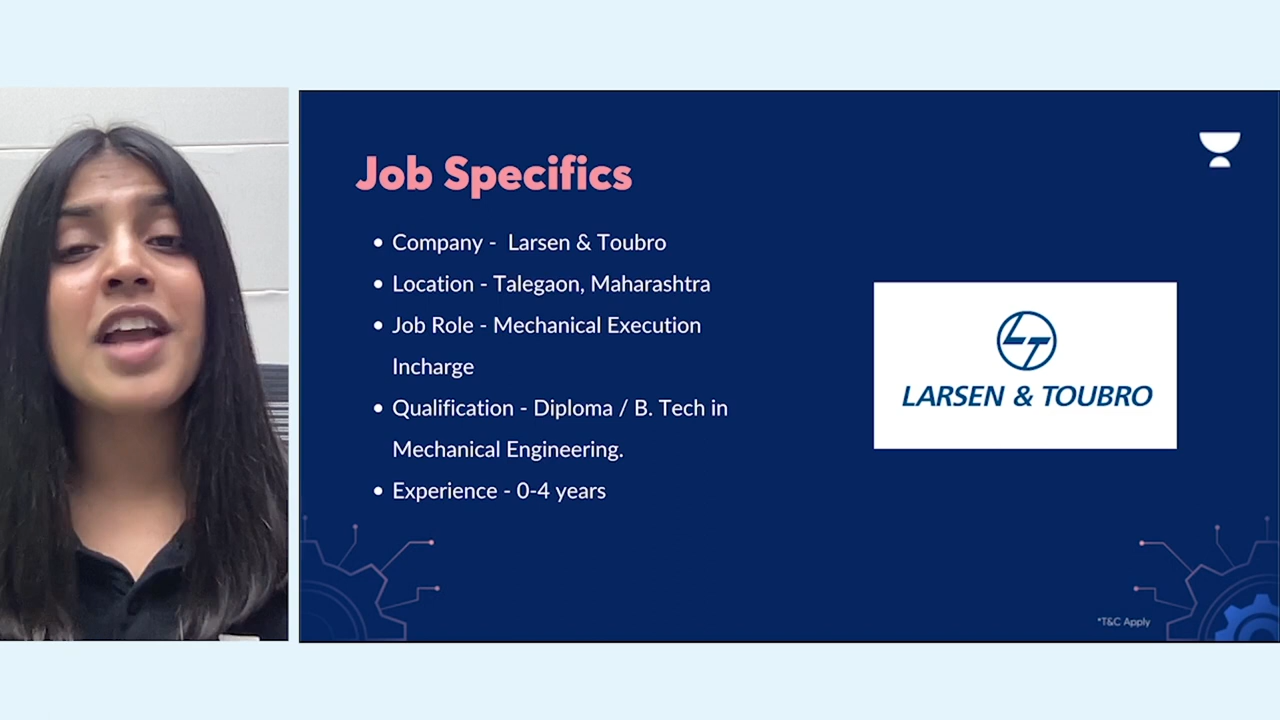 Job Specifics
Company - Larsen & Toubro
Location - Talegaon, Maharashtra
Job Role - Mechanical Execution
Incharge
Qualification - Diploma / B. Tech in
Mechanical Engineering.
Experience - 0-4 years
LT
LARSEN & TOUBRO
*T&C Apply